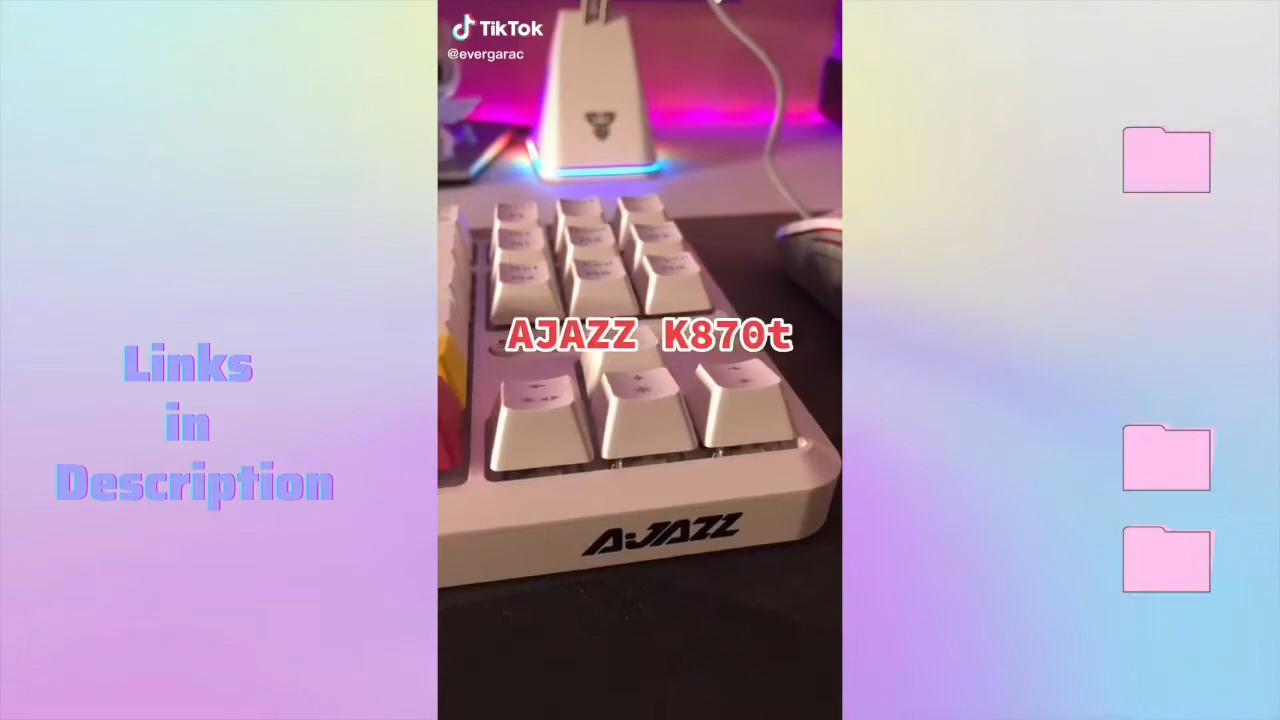 TikTok
@evergarac
AJAZZ K870t
Links
in
Description
AJAZZ